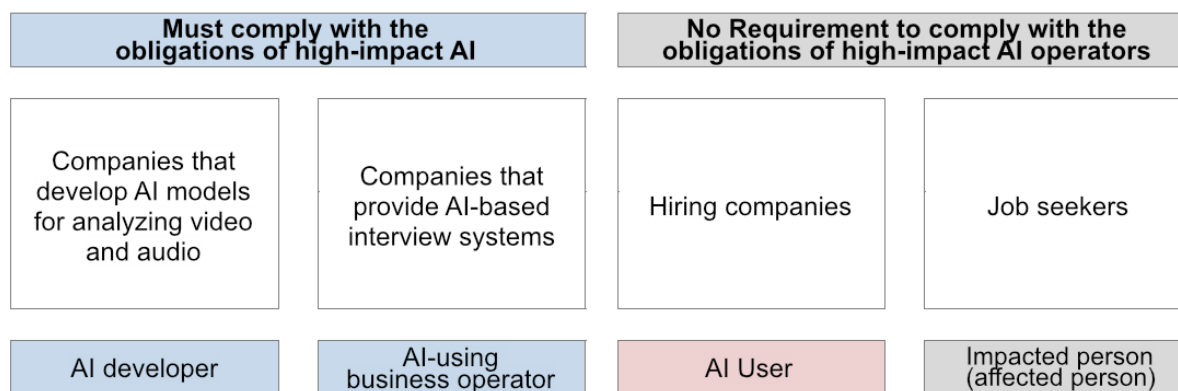 Must comply with the
obligations of high-impact AI
No Requirement to comply with the
obligations of high-impact AI operators
Companies that
develop AI models
for analyzing video
and audio
Companies that
provide AI-based
interview systems
Hiring companies
Job seekers
AI developer
AI-using
business operator
AI User
Impacted person
(affected person)